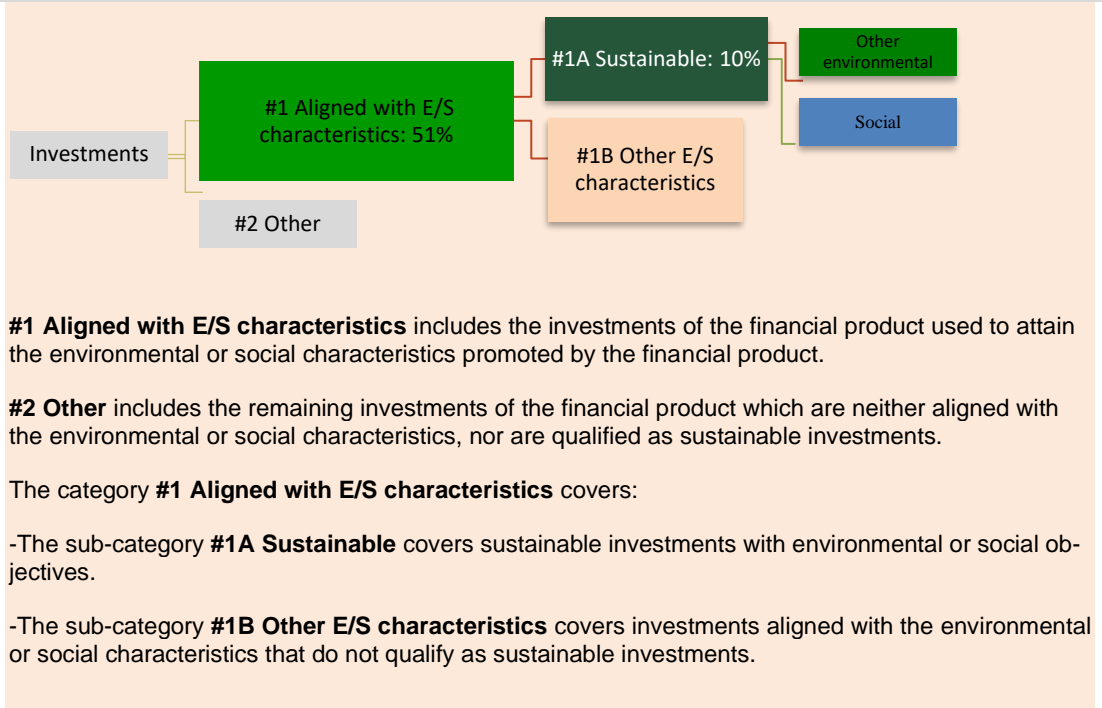 Investments
#1 Aligned with E/S
characteristics: 51%
#2 Other
#1A Sustainable: 10%
#1B Other E/S
characteristics
Other
environmental
Social
#1 Aligned with E/S characteristics includes the investments of the financial product used to attain
the environmental or social characteristics promoted by the financial product.
#2 Other includes the remaining investments of the financial product which are neither aligned with
the environmental or social characteristics, nor are qualified as sustainable investments.
The category #1 Aligned with E/S characteristics covers:
-The sub-category #1A Sustainable covers sustainable investments with environmental or social ob-
jectives.
-The sub-category #1B Other E/S characteristics covers investments aligned with the environmental
or social characteristics that do not qualify as sustainable investments.